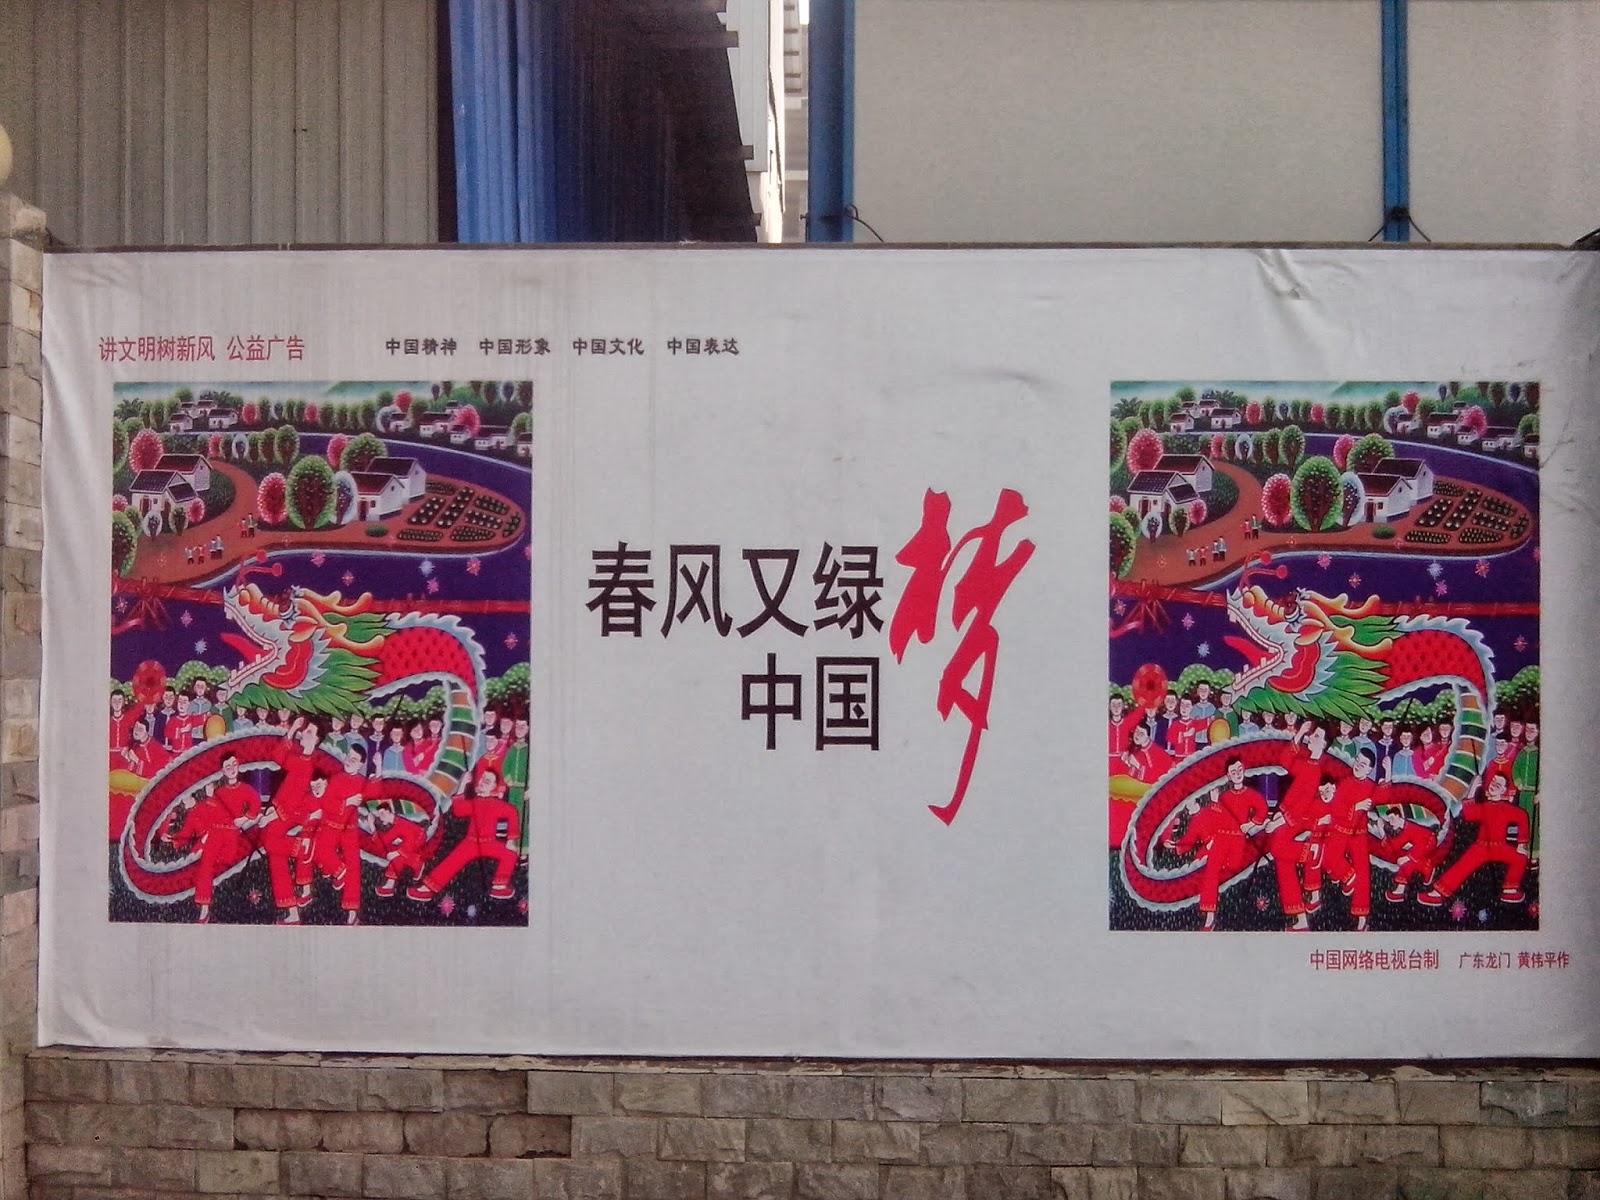 讲文明树新风 公益广告
中国精神 中国形象 中国文化 中国表达
春风又绿
中国梦
中国网络电视台制 广东龙门 黄伟平作